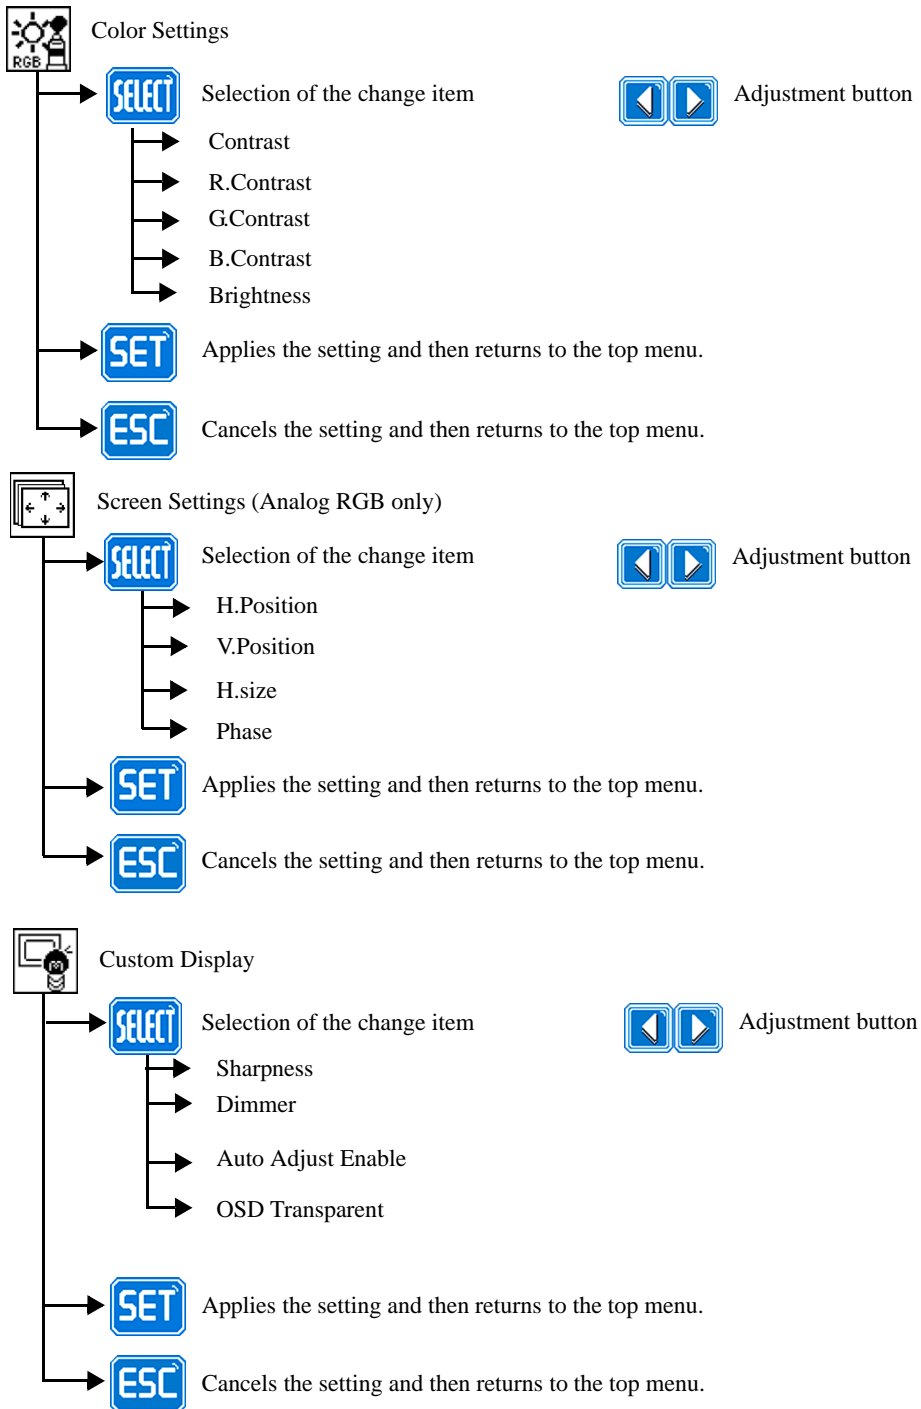 Color Settings
RGB
SELECT Selection of the change item Adjustment button
Contrast
R.Contrast
G.Contrast
B.Contrast
Brightness
SET Applies the setting and then returns to the top menu.
ESC Cancels the setting and then returns to the top menu.
Screen Settings (Analog RGB only)
SELECT Selection of the change item Adjustment button
H.Position
V.Position
H.size
Phase
SET Applies the setting and then returns to the top menu.
ESC Cancels the setting and then returns to the top menu.
Custom Display
SELECT Selection of the change item Adjustment button
Sharpness
Dimmer
Auto Adjust Enable
OSD Transparent
SET Applies the setting and then returns to the top menu.
ESC Cancels the setting and then returns to the top menu.